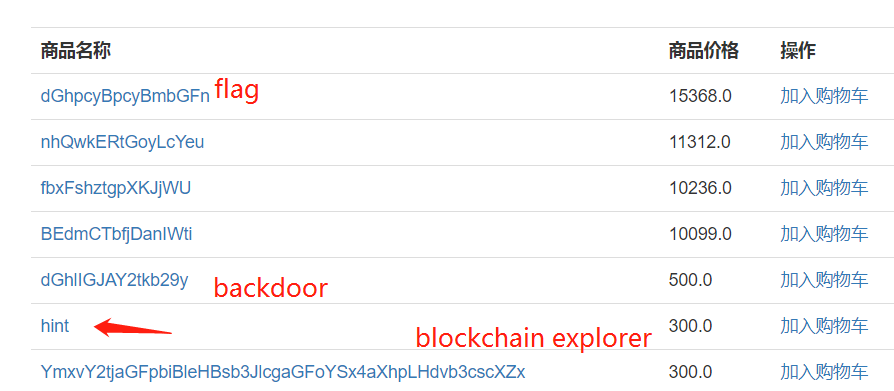 商品名称 商品价格 操作
dGhpcyBpcyBmbGFn flag 15368.0 加入购物车
nhQwkERtGoyLcYeu 11312.0 加入购物车
fbxFshztgpXKJjWU 10236.0 加入购物车
BEdmCTbfjDanIWti 10099.0 加入购物车
dGhlIGJAY2tkb29y backdoor 500.0 加入购物车
hint blockchain explorer 300.0 加入购物车
YmxvY2tjaGFpbiBleHBsb3JlcgaGFoYSx4aXhpLHdvb3cscXZx 300.0 加入购物车